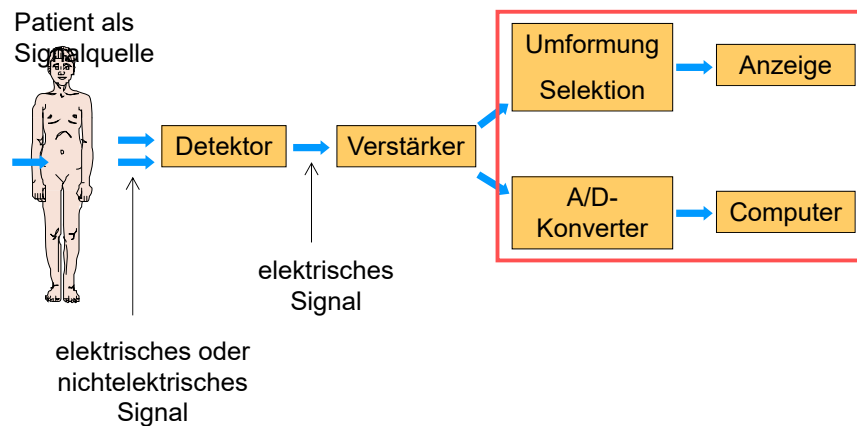 Patient als
Signalquelle
Detektor
Verstärker
Umformung
Selektion
Anzeige
A/D-
Konverter
Computer
elektrisches
Signal
elektrisches oder
nichtelektrisches
Signal